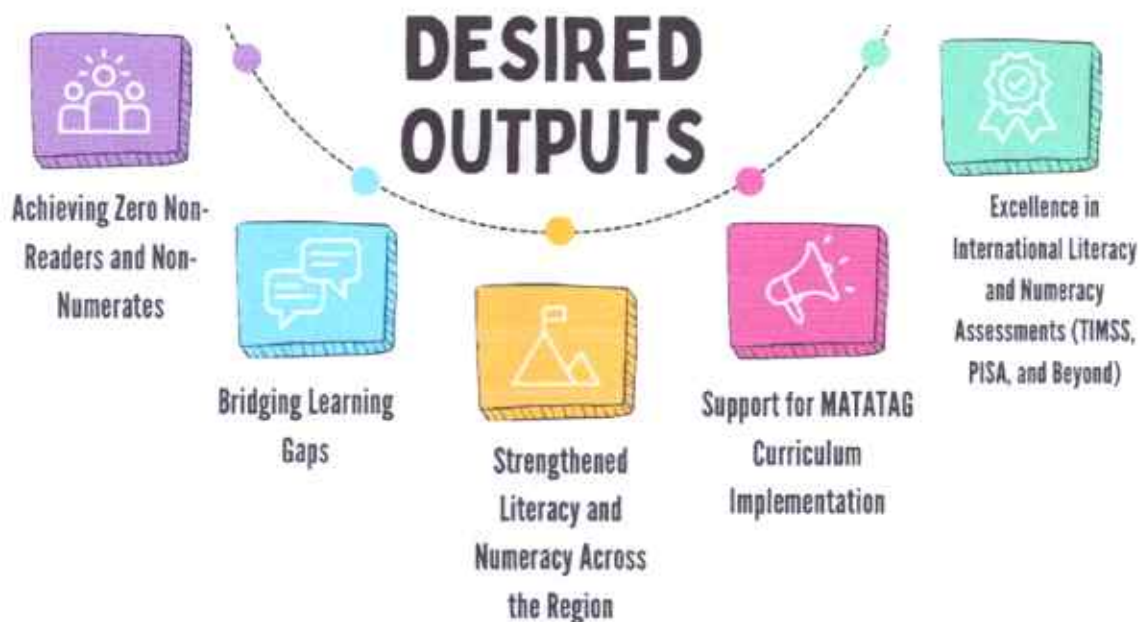 DESIRED
OUTPUTS
Achieving Zero Non-
Readers and Non-
Numerates
Bridging Learning
Gaps
Strengthened
Literacy and
Numeracy Across
the Region
Support for MATATAG
Curriculum
Implementation
Excellence in
International Literacy
and Numeracy
Assessments (TIMSS,
PISA, and Beyond)